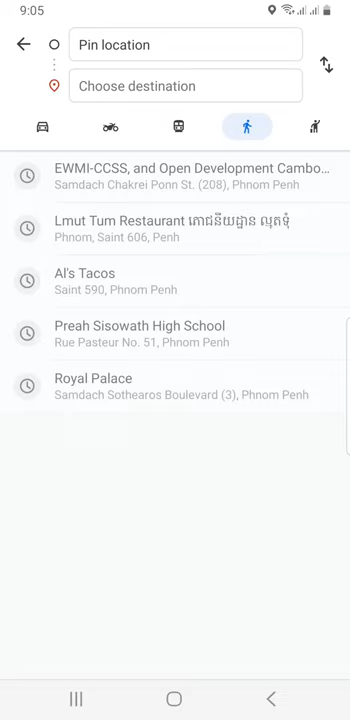 9:05
Pin location
Choose destination
EWMI-CCSS, and Open Development Cambo...
Samdach Chakrei Ponn St. (208), Phnom Penh
Lmut Tum Restaurant ភោជនីយដ្ឋាន ល្មុតទុំ
Phnom, Saint 606, Penh
Al's Tacos
Saint 590, Phnom Penh
Preah Sisowath High School
Rue Pasteur No. 51, Phnom Penh
Royal Palace
Samdach Sothearos Boulevard (3), Phnom Penh